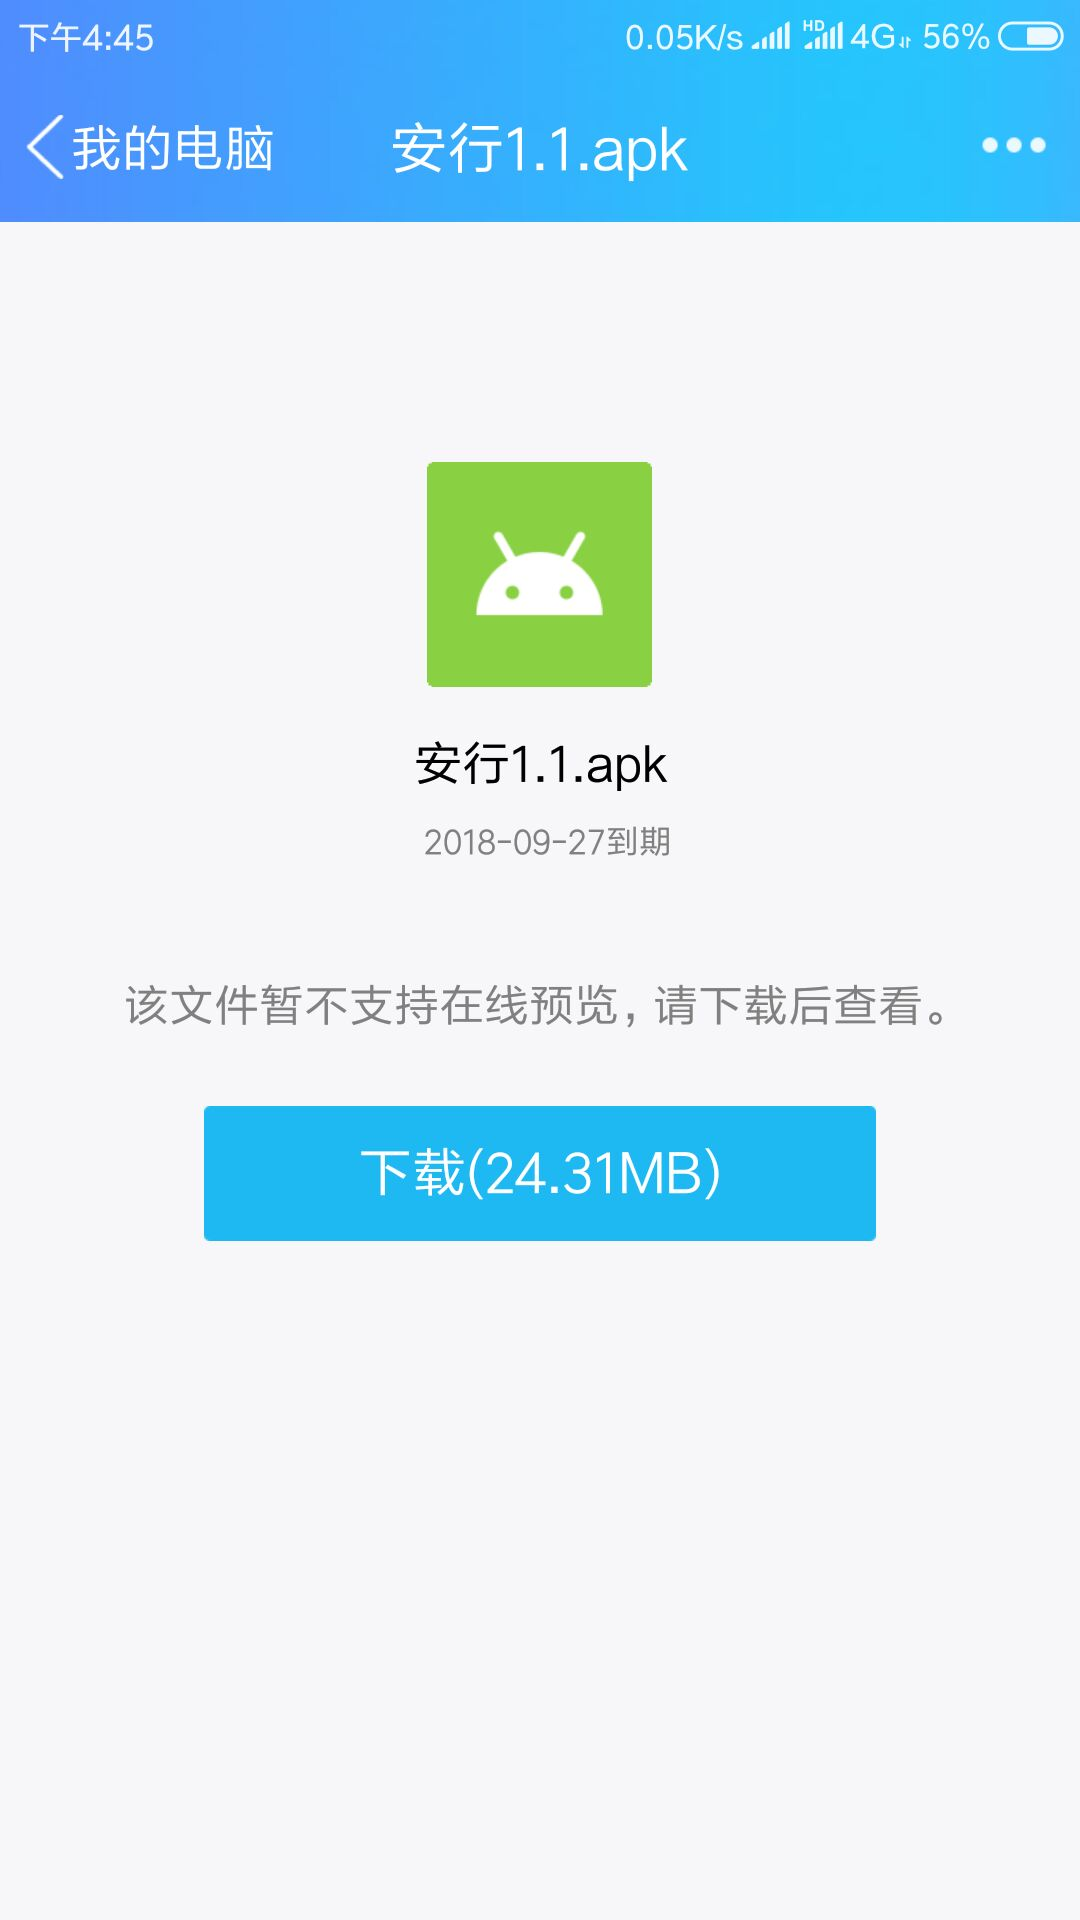 下午4:45 0.05K/s HD 4G 56%
我的电脑 安行1.1.apk
安行1.1.apk
2018-09-27到期
该文件暂不支持在线预览，请下载后查看。
下载(24.31MB)